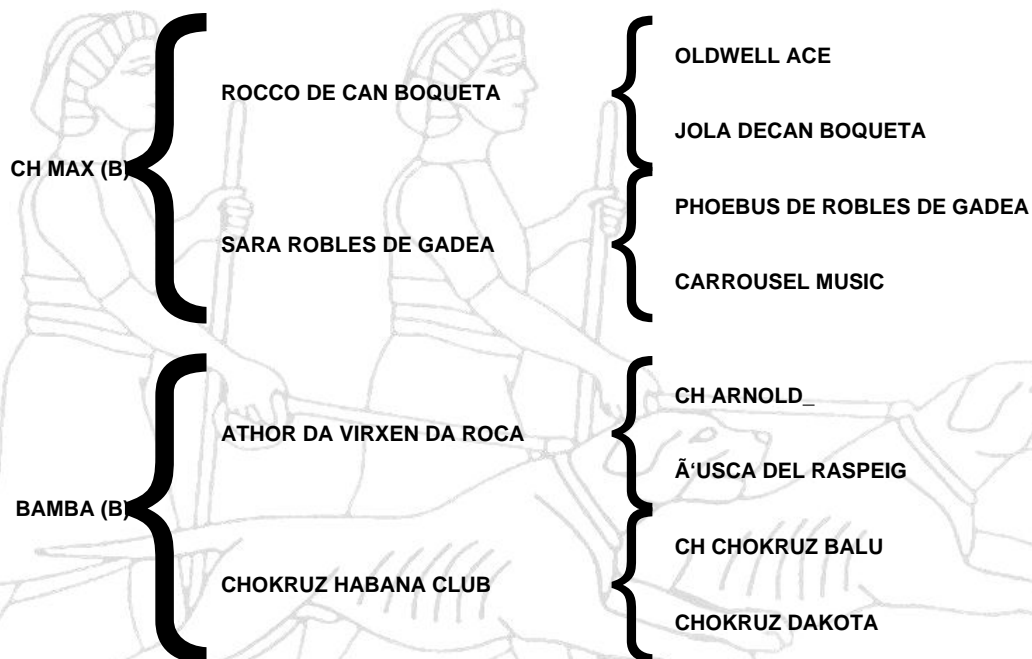 OLDWELL ACE
ROCCO DE CAN BOQUETA
JOLA DECAN BOQUETA
CH MAX (B)
PHOEBUS DE ROBLES DE GADEA
SARA ROBLES DE GADEA
CARROUSEL MUSIC
CH ARNOLD_
ATHOR DA VIRXEN DA ROCA
Ã‘USCA DEL RASPEIG
BAMBA (B)
CH CHOKRUZ BALU
CHOKRUZ HABANA CLUB
CHOKRUZ DAKOTA